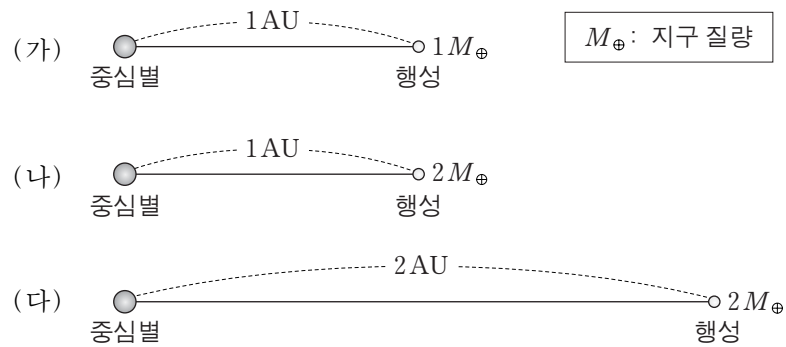 1AU
(가) 1M⊕ M⊕: 지구 질량
중심별 행성
1AU
(나) 2M⊕
중심별 행성
2AU
(다) 2M⊕
중심별 행성